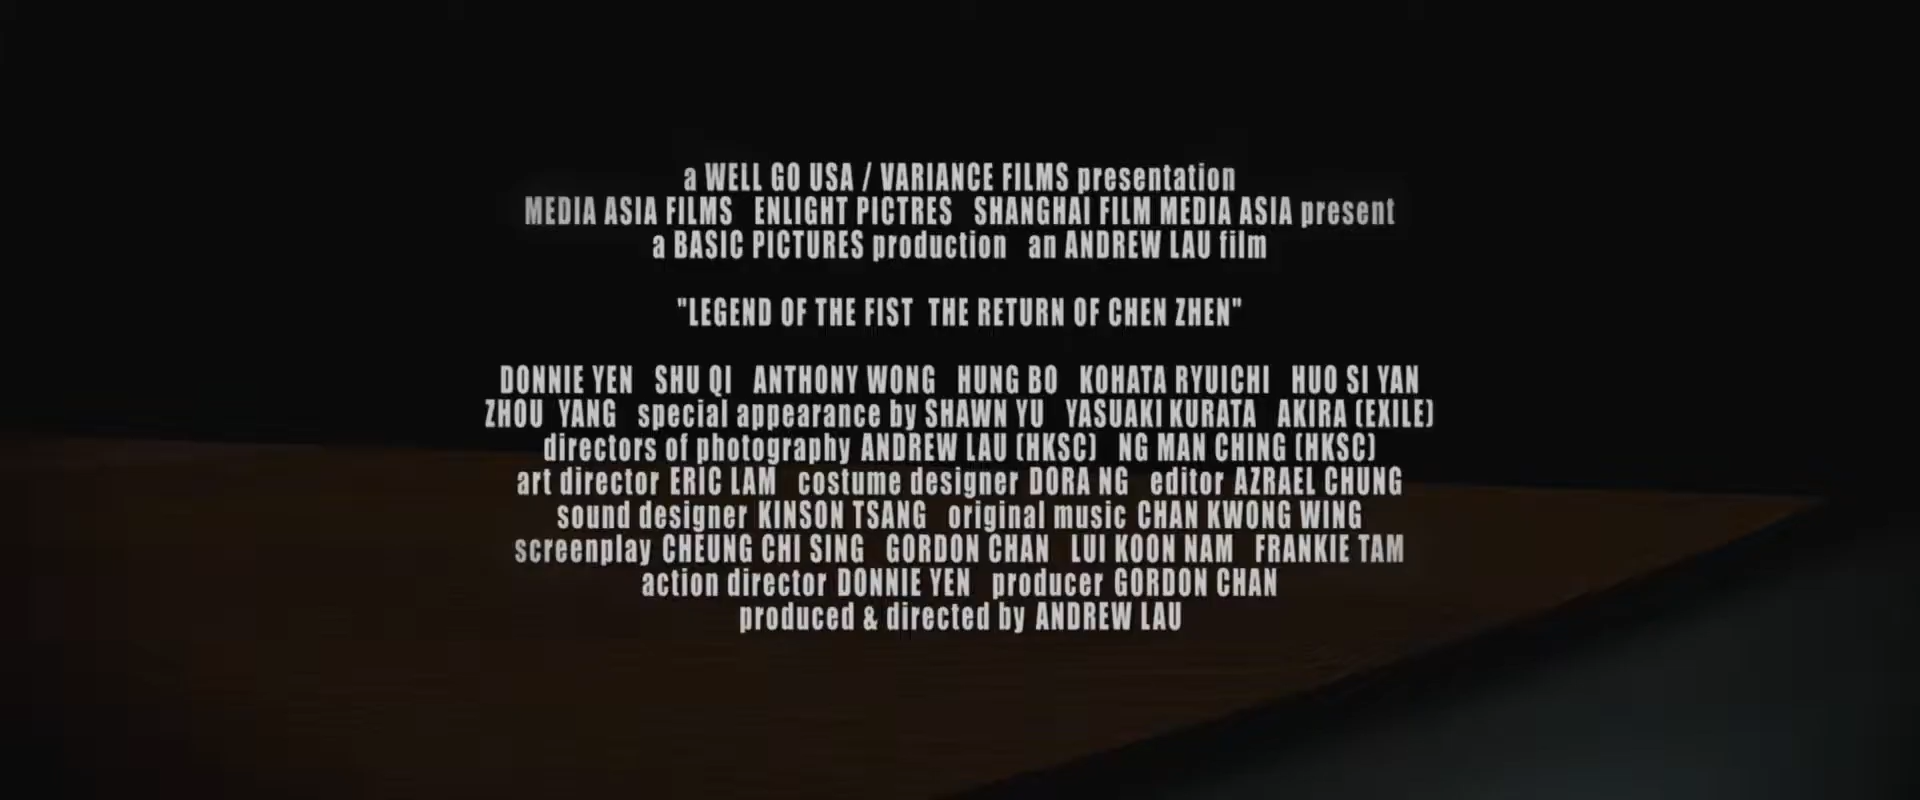 a WELL GO USA / VARIANCE FILMS presentation
MEDIA ASIA FILMS ENLIGHT PICTRES SHANGHAI FILM MEDIA ASIA present
a BASIC PICTURES production an ANDREW LAU film
"LEGEND OF THE FIST THE RETURN OF CHEN ZHEN"
DONNIE YEN SHU QI ANTHONY WONG HUNG BO KOHATA RYUICHI HUO SI YAN
ZHOU YANG special appearance by SHAWN YU YASUAKI KURATA AKIRA (EXILE)
directors of photography ANDREW LAU (HKSC) NG MAN CHING (HKSC)
art director ERIC LAM costume designer DORA NG editor AZRAEL CHUNG
sound designer KINSON TSANG original music CHAN KWONG WING
screenplay CHEUNG CHI SING GORDON CHAN LUI KOON NAM FRANKIE TAM
action director DONNIE YEN producer GORDON CHAN
produced & directed by ANDREW LAU